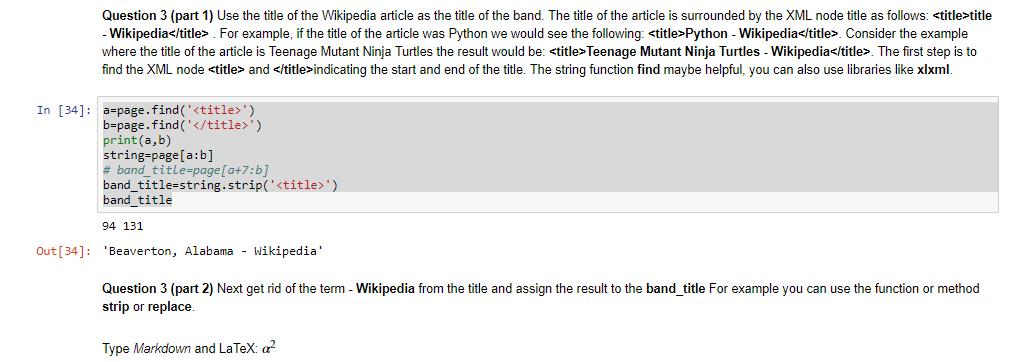 Question 3 (part 1) Use the title of the Wikipedia article as the title of the band. The title of the article is surrounded by the XML node title as follows: <title>title
- Wikipedia</title> . For example, if the title of the article was Python we would see the following: <title>Python - Wikipedia</title>. Consider the example
where the title of the article is Teenage Mutant Ninja Turtles the result would be: <title>Teenage Mutant Ninja Turtles - Wikipedia</title>. The first step is to
find the XML node <title> and </title>indicating the start and end of the title. The string function find maybe helpful, you can also use libraries like xlxml.
In [34]: a=page.find('<title>')
b=page.find('</title>')
print(a,b)
string=page[a:b]
# band_title=page[a+7:b]
band_title=string.strip('<title>')
band_title
94 131
Out[34]: 'Beaverton, Alabama - Wikipedia'
Question 3 (part 2) Next get rid of the term - Wikipedia from the title and assign the result to the band_title For example you can use the function or method
strip or replace.
Type Markdown and LaTeX: α²